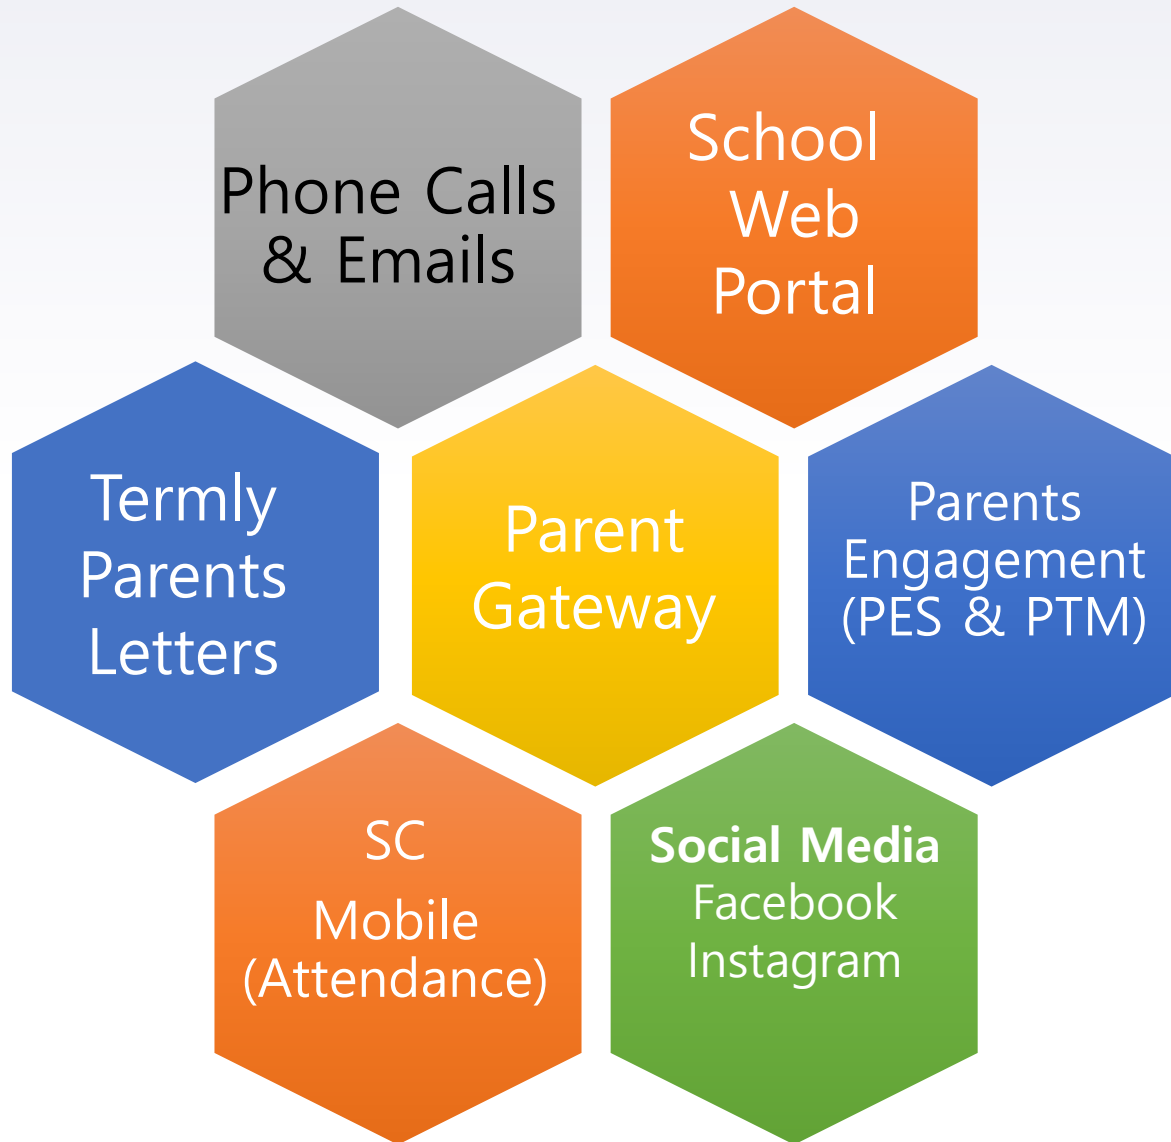 Phone Calls
& Emails
School
Web
Portal
Termly
Parents
Letters
Parent
Gateway
Parents
Engagement
(PES & PTM)
SC
Mobile
(Attendance)
Social Media
Facebook
Instagram